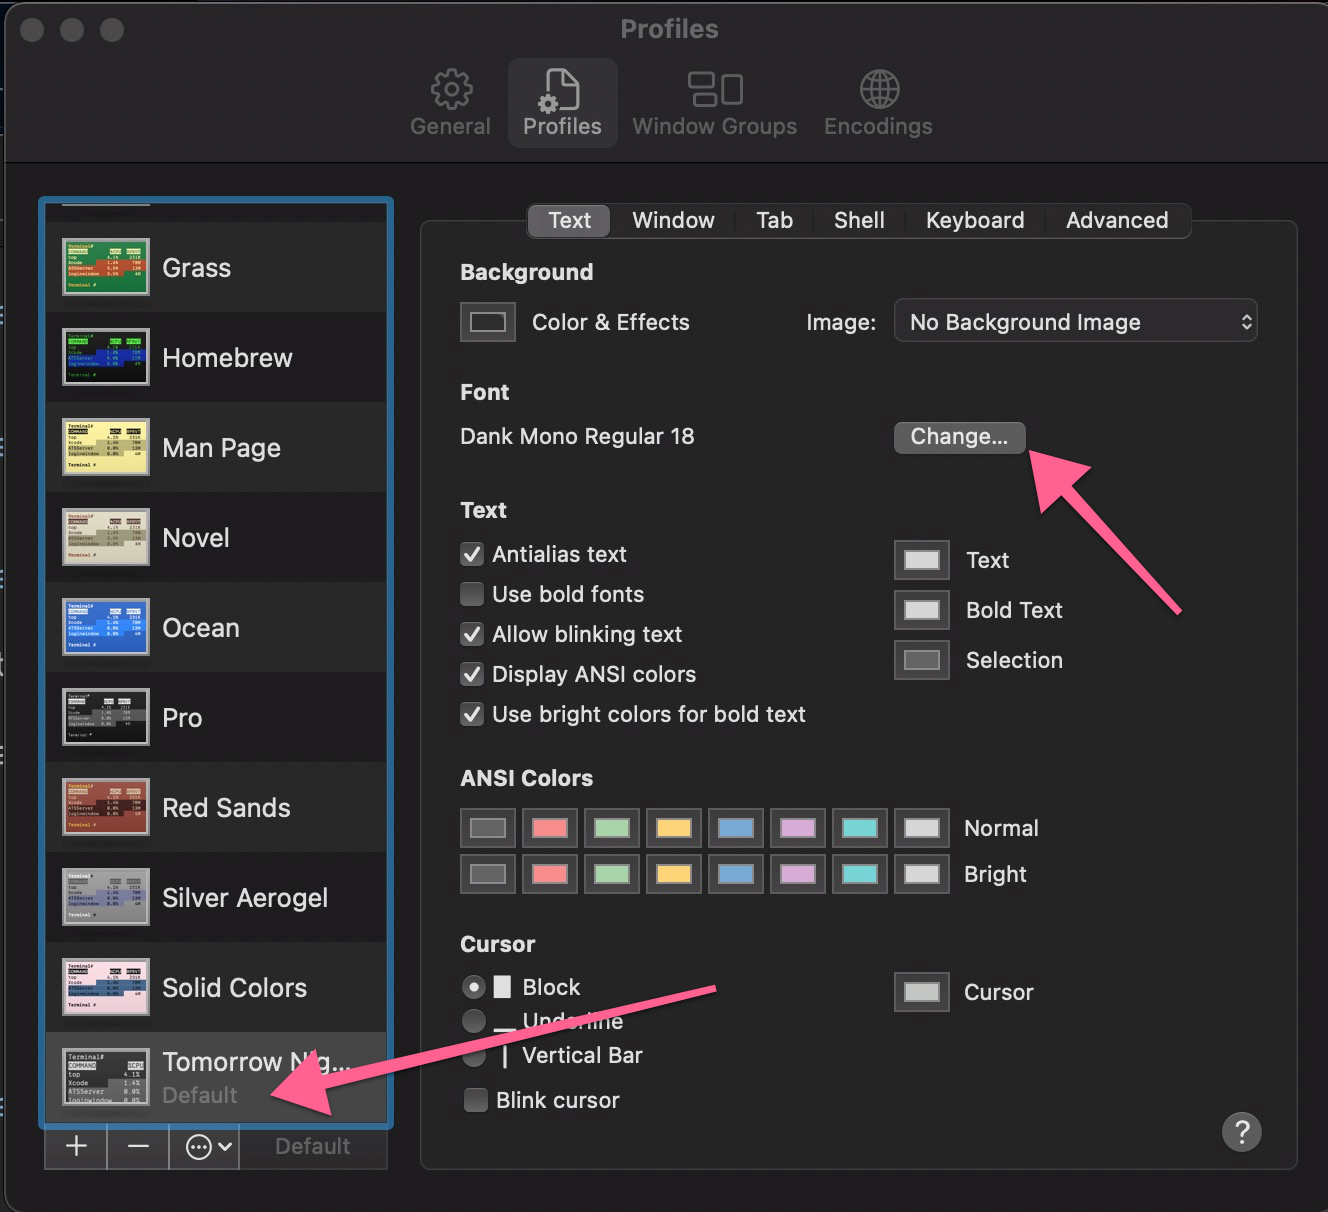 Profiles
General
Profiles
Window Groups
Encodings
Grass
Homebrew
Man Page
Novel
Ocean
Pro
Red Sands
Silver Aerogel
Solid Colors
Tomorrow Nig...
Default
Default
Text
Window
Tab
Shell
Keyboard
Advanced
Background
Color & Effects
Image:
No Background Image
Font
Dank Mono Regular 18
Change...
Text
Antialias text
Use bold fonts
Allow blinking text
Display ANSI colors
Use bright colors for bold text
Text
Bold Text
Selection
ANSI Colors
Normal
Bright
Cursor
Block
Underline
Vertical Bar
Blink cursor
Cursor
?